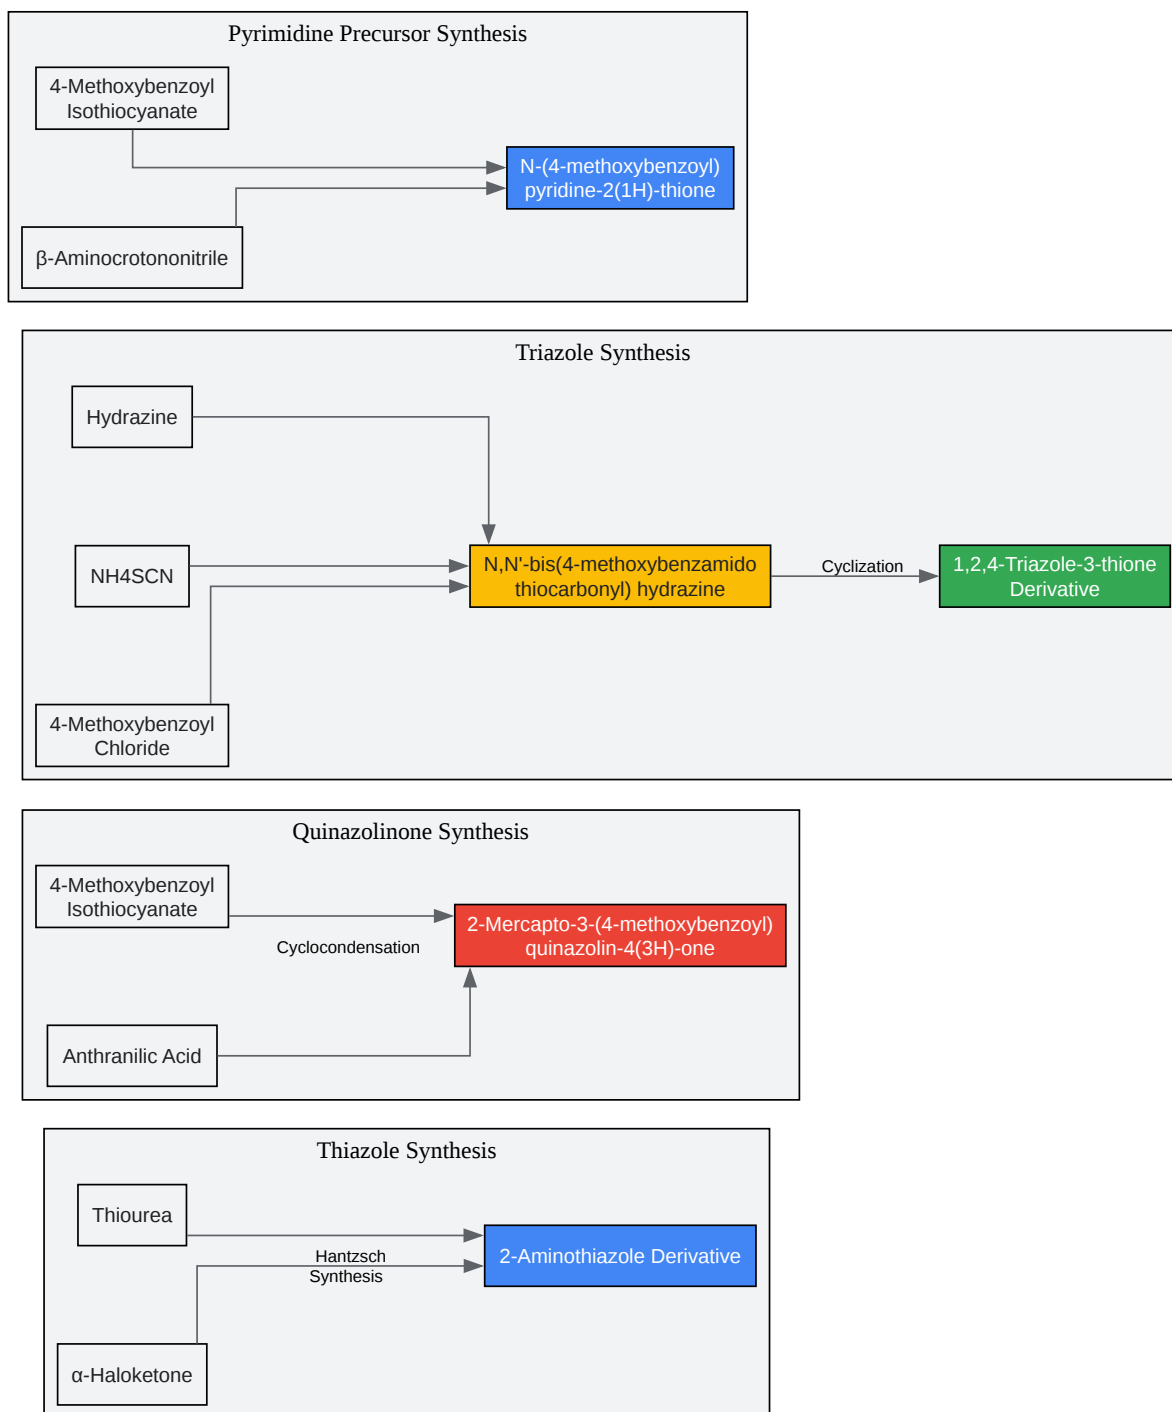 Pyrimidine Precursor Synthesis
4-Methoxybenzoyl
Isothiocyanate
N-(4-methoxybenzoyl)
pyridine-2(1H)-thione
β-Aminocrotononitrile
Triazole Synthesis
Hydrazine
NH4SCN
N,N'-bis(4-methoxybenzamido
thiocarbonyl) hydrazine
Cyclization
1,2,4-Triazole-3-thione
Derivative
4-Methoxybenzoyl
Chloride
Quinazolinone Synthesis
4-Methoxybenzoyl
Isothiocyanate
Cyclocondensation
2-Mercapto-3-(4-methoxybenzoyl)
quinazolin-4(3H)-one
Anthranilic Acid
Thiazole Synthesis
Thiourea
Hantzsch
Synthesis
2-Aminothiazole Derivative
α-Haloketone